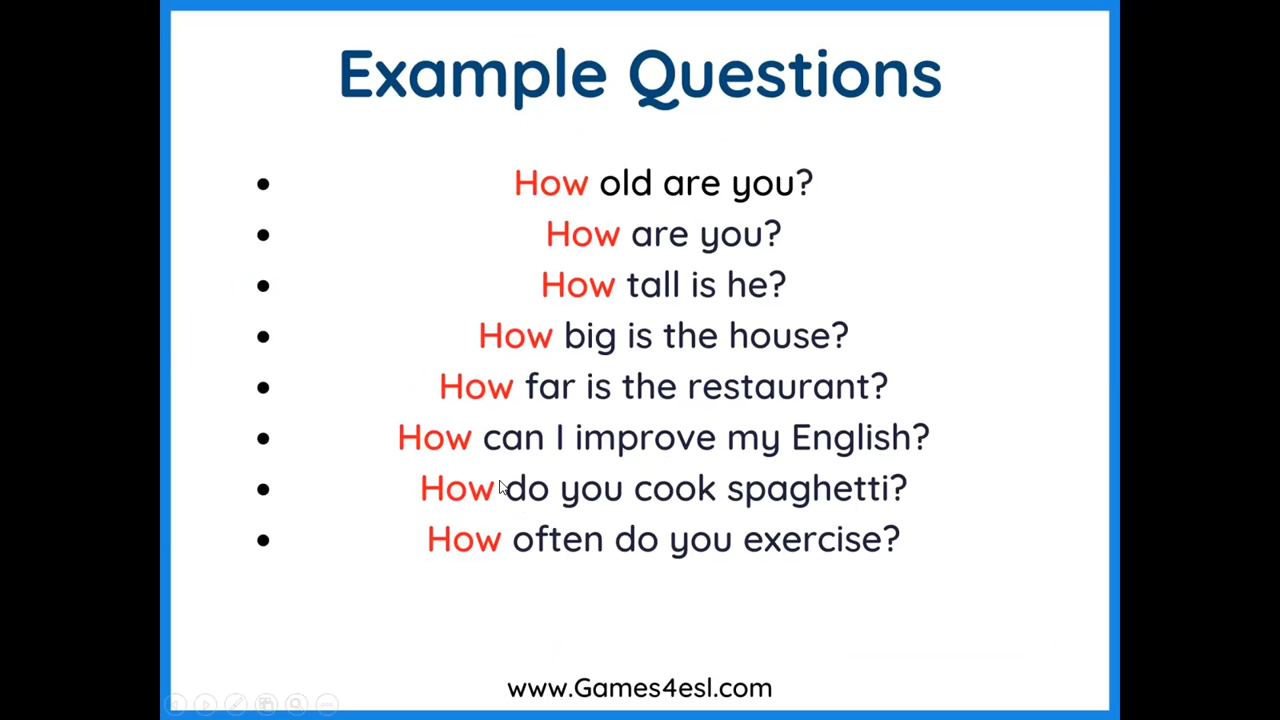 Example Questions
• How old are you?
• How are you?
• How tall is he?
• How big is the house?
• How far is the restaurant?
• How can I improve my English?
• How do you cook spaghetti?
• How often do you exercise?
www.Games4esl.com